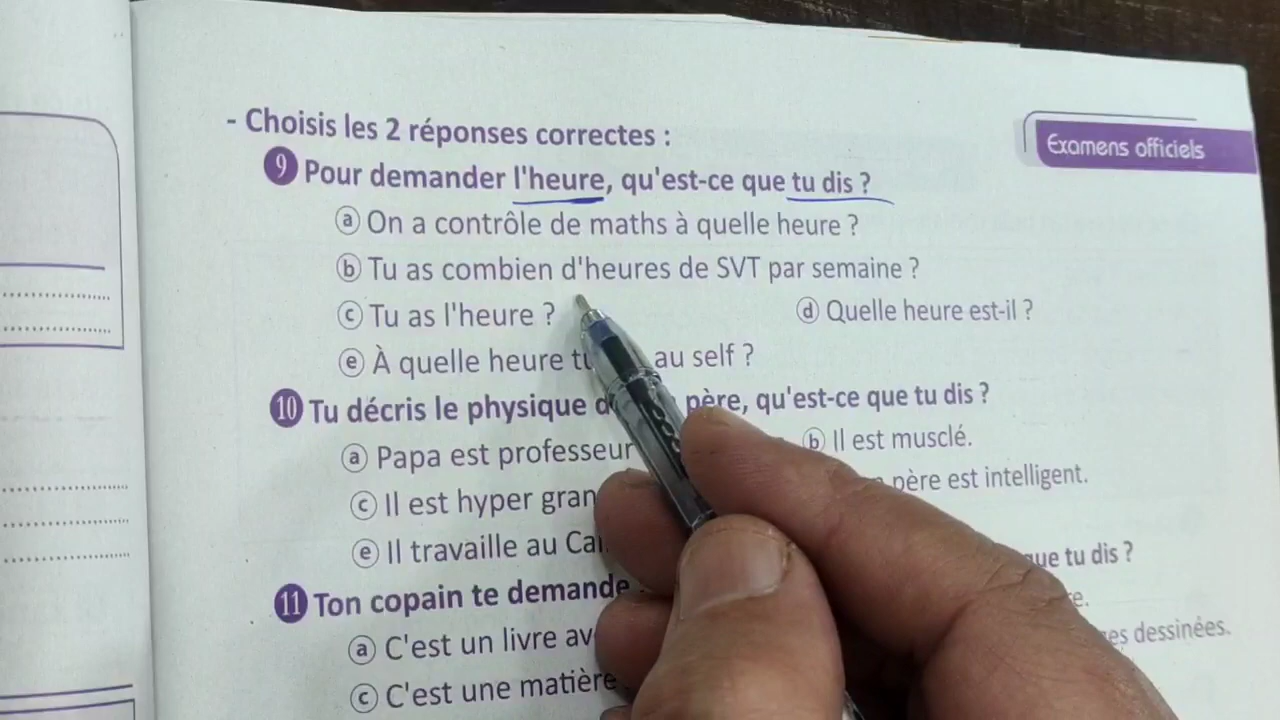 - Choisis les 2 réponses correctes :
Examens officiels
9 Pour demander l'heure, qu'est-ce que tu dis ?
a On a contrôle de maths à quelle heure ?
b Tu as combien d'heures de SVT par semaine ?
c Tu as l'heure ? d Quelle heure est-il ?
e À quelle heure au self ?
10 Tu décris le physique père, qu'est-ce que tu dis ?
a Papa est professeur b Il est musclé.
c Il est hyper père est intelligent.
e Il travaille au
11 Ton copain te demande que tu dis ?
a C'est un livre
c C'est une matière dessinées.